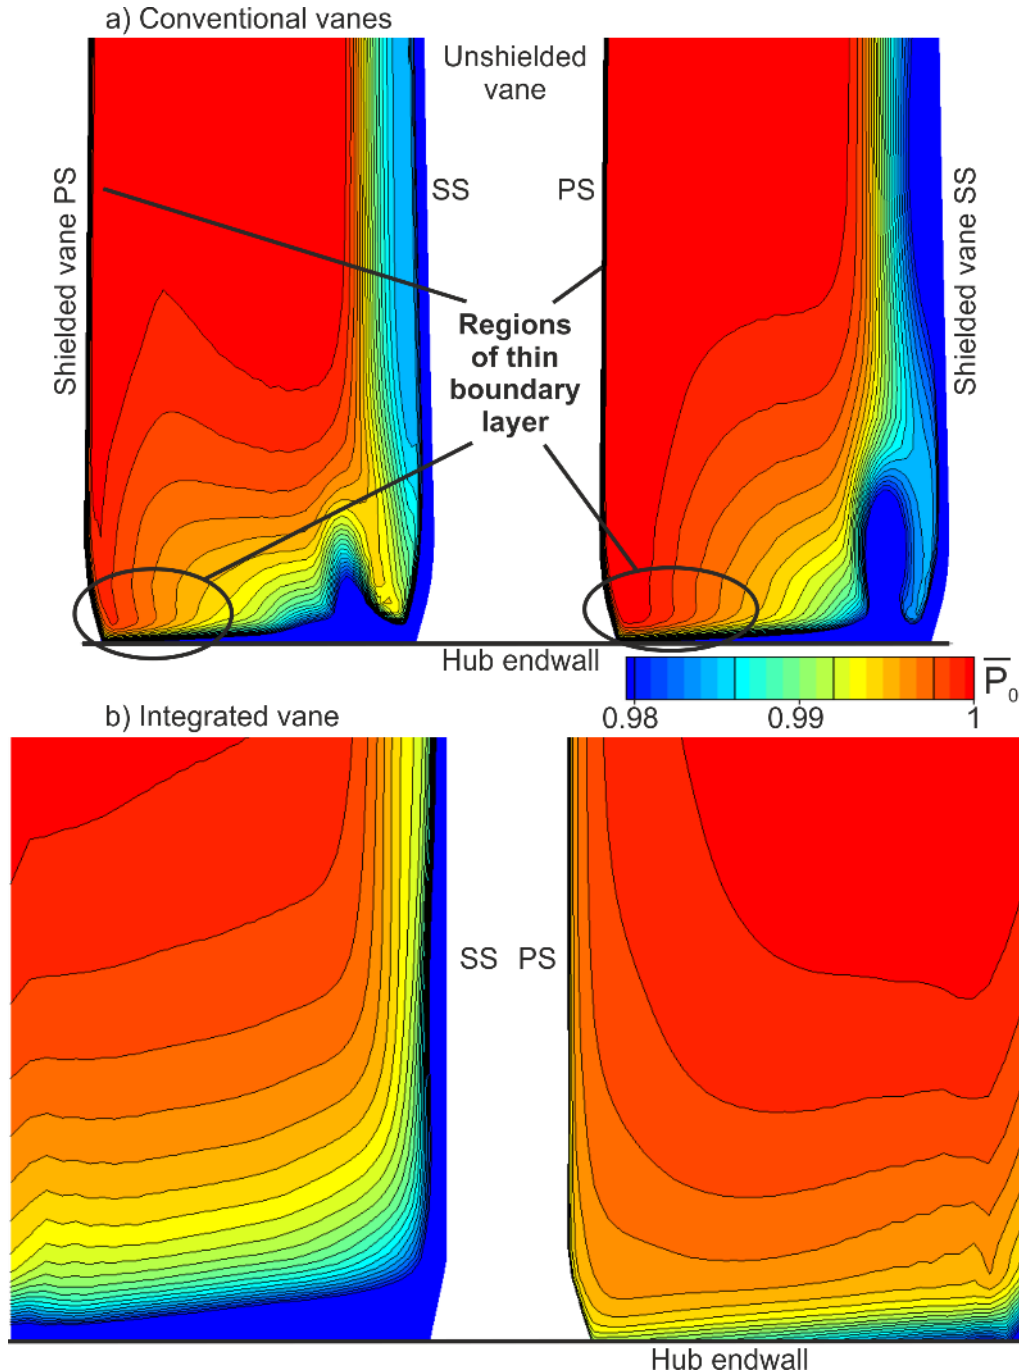 a) Conventional vanes
Unshielded
vane
Shielded vane PS
SS
PS
Shielded vane SS
Regions
of thin
boundary
layer
Hub endwall
P̅₀
0.98
0.99
1
b) Integrated vane
SS
PS
Hub endwall